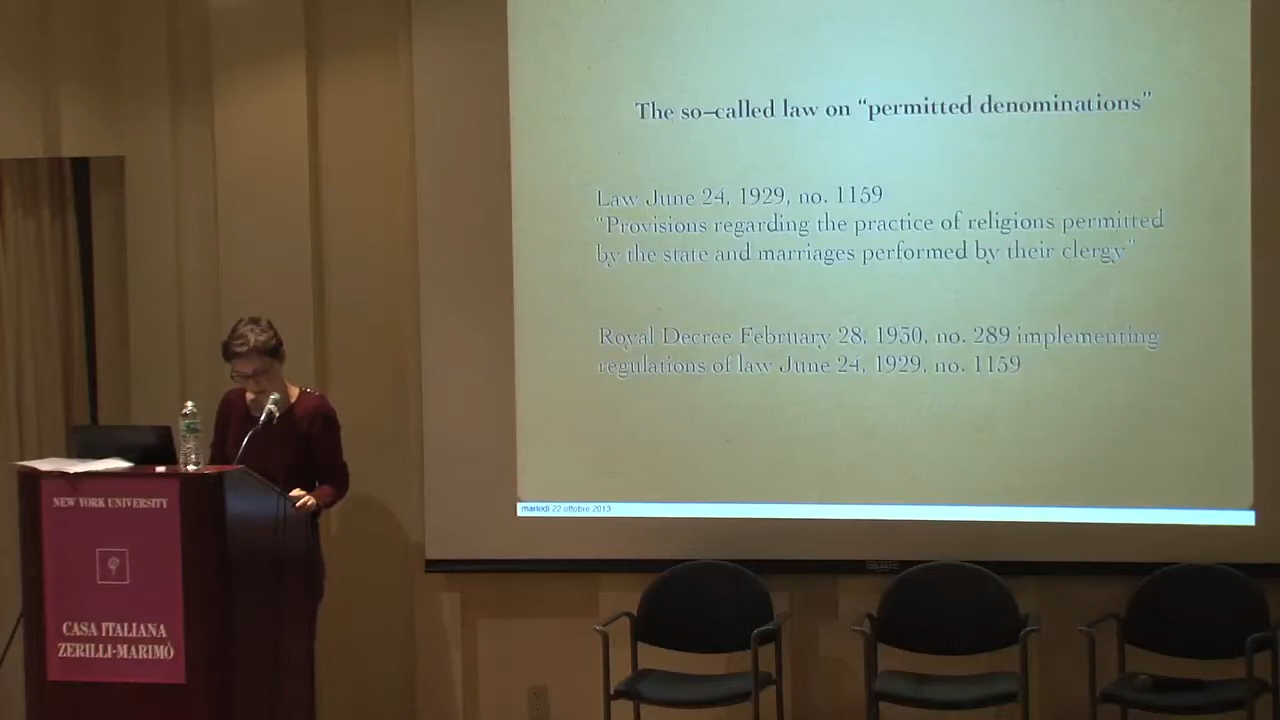 The so–called law on “permitted denominations”
Law June 24, 1929, no. 1159
“Provisions regarding the practice of religions permitted
by the state and marriages performed by their clergy”
Royal Decree February 28, 1930, no. 289 implementing
regulations of law June 24, 1929, no. 1159
martedì 22 ottobre 2013
NEW YORK UNIVERSITY
CASA ITALIANA
ZERILLI-MARIMÒ